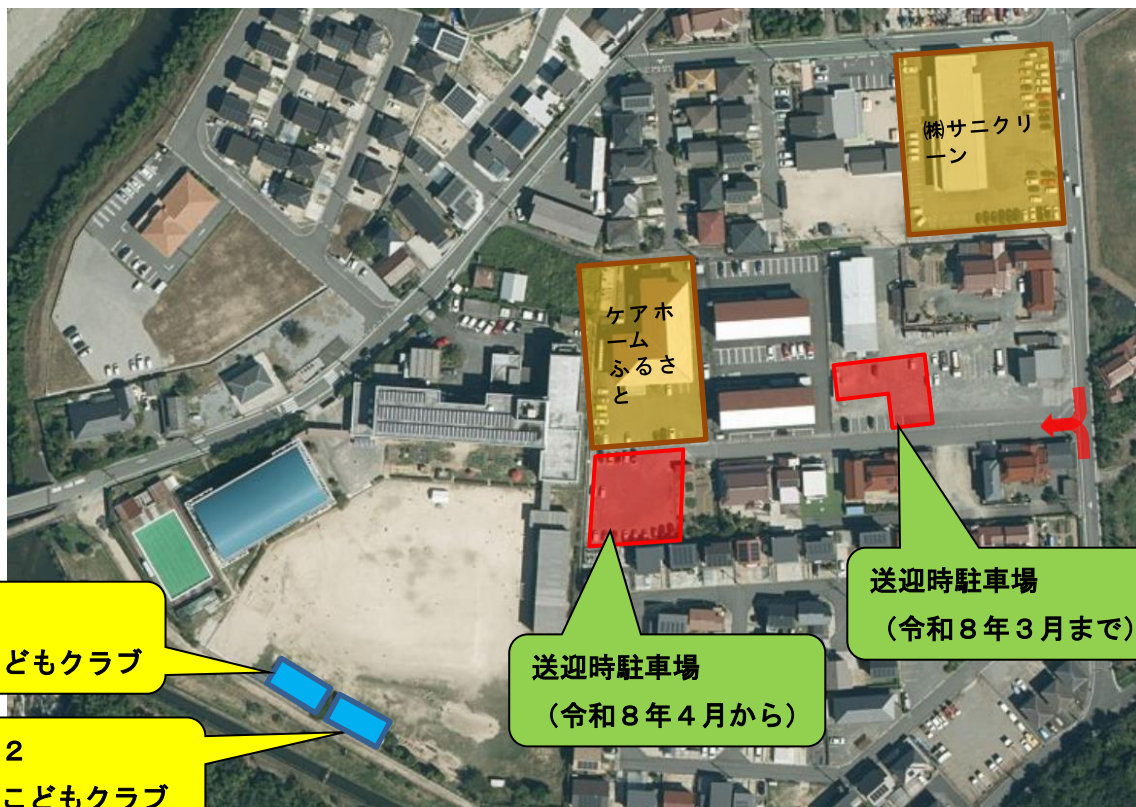 ㈱サニクリ
ーン
ケアホ
ーム
ふるさ
と
送迎時駐車場
（令和８年３月まで）
送迎時駐車場
（令和８年４月から）
どもクラブ
２
こどもクラブ